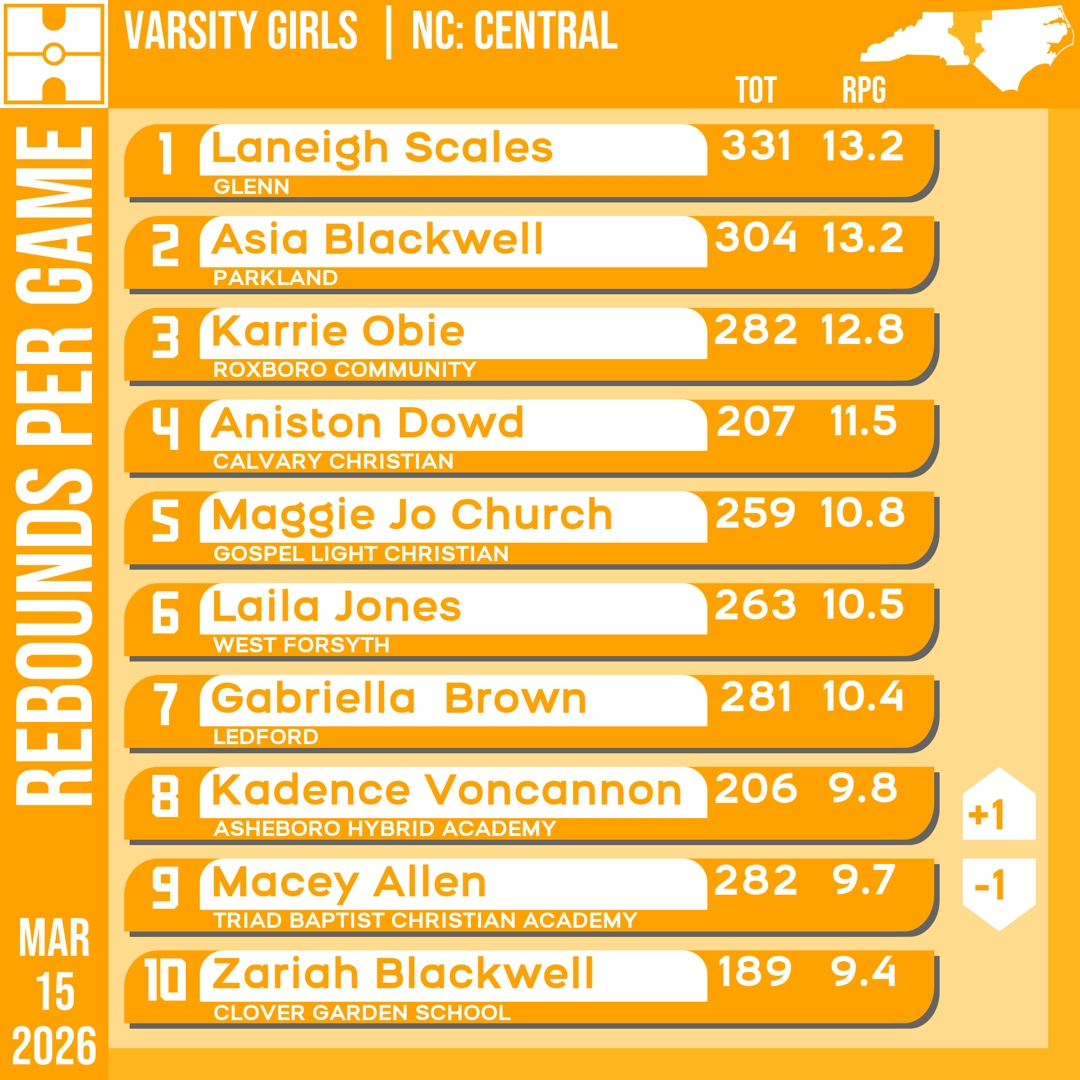 VARSITY GIRLS | NC: CENTRAL
TOT RPG
REBOUNDS PER GAME
1 Laneigh Scales 331 13.2
GLENN
2 Asia Blackwell 304 13.2
PARKLAND
3 Karrie Obie 282 12.8
ROXBORO COMMUNITY
4 Aniston Dowd 207 11.5
CALVARY CHRISTIAN
5 Maggie Jo Church 259 10.8
GOSPEL LIGHT CHRISTIAN
6 Laila Jones 263 10.5
WEST FORSYTH
7 Gabriella Brown 281 10.4
LEDFORD
8 Kadence Voncannon 206 9.8 +1
ASHEBORO HYBRID ACADEMY
9 Macey Allen 282 9.7 -1
TRIAD BAPTIST CHRISTIAN ACADEMY
10 Zariah Blackwell 189 9.4
CLOVER GARDEN SCHOOL
MAR
15
2026